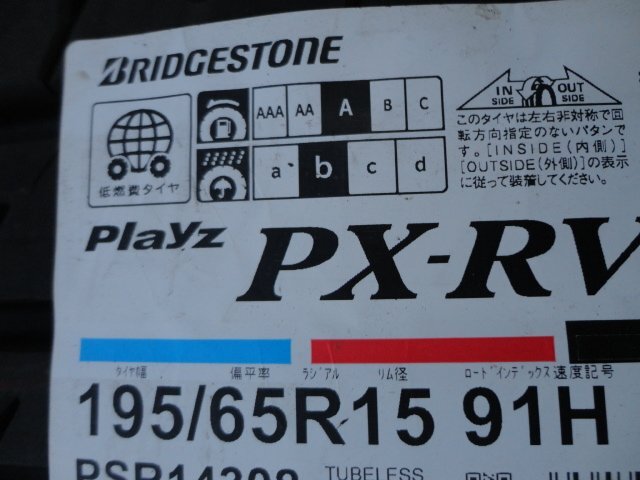 BRIDGESTONE
AAA AA A B C
a b c d
低燃費タイヤ
IN SIDE OUT SIDE
このタイヤは左右非対称で回
転方向指定のないパタンで
す。[INSIDE(内側)]
[OUTSIDE(外側)]の表示
に従って装着してください。
Playz
PX-RV
タイヤ幅 偏平率 ラジアル リム径 ロードインデックス 速度記号
195/65R15 91H
PSR14308
TUBELESS